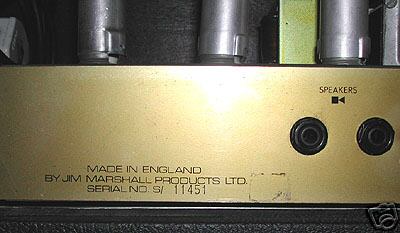 SPEAKERS
MADE IN ENGLAND
BY JIM MARSHALL PRODUCTS LTD.
SERIAL NO. S/ 11451